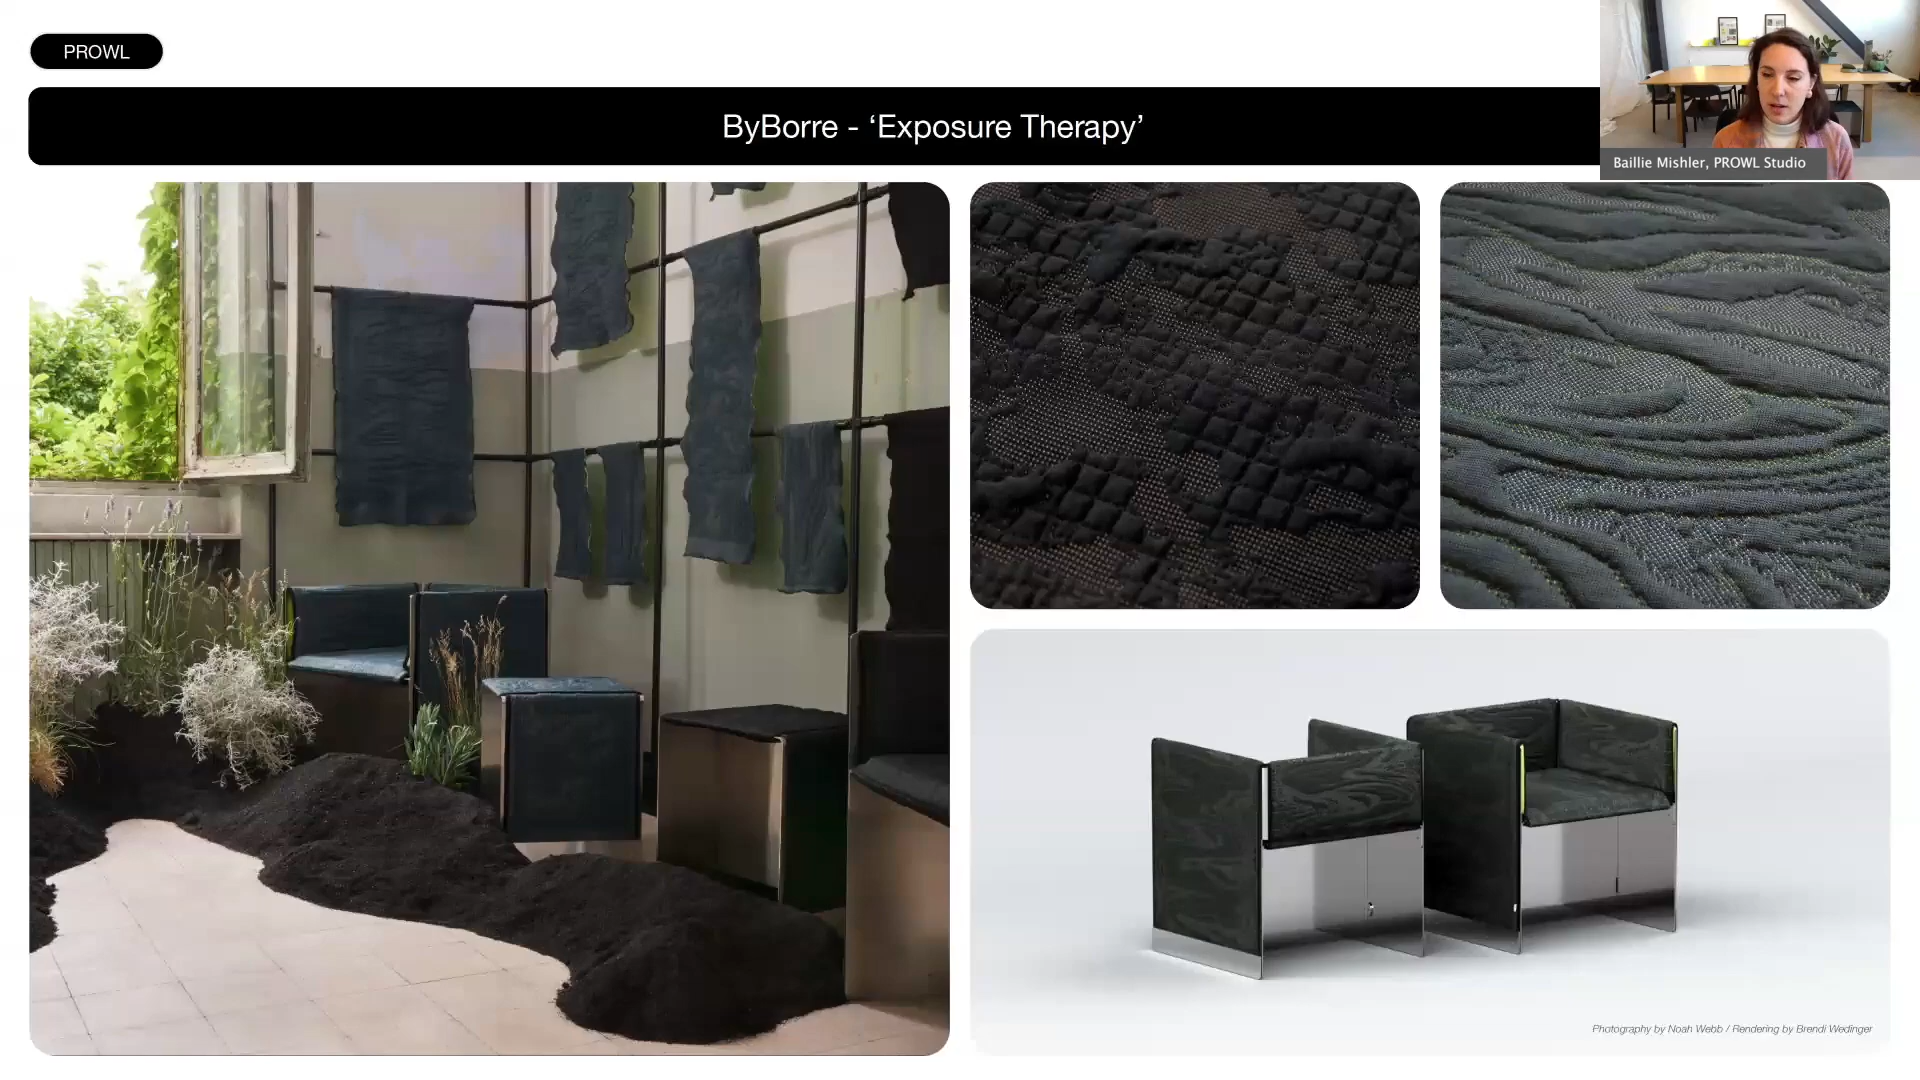 PROWL
ByBorre - ‘Exposure Therapy’
Baillie Mishler, PROWL Studio
Photography by Noah Webb / Rendering by Brendi Wedinger